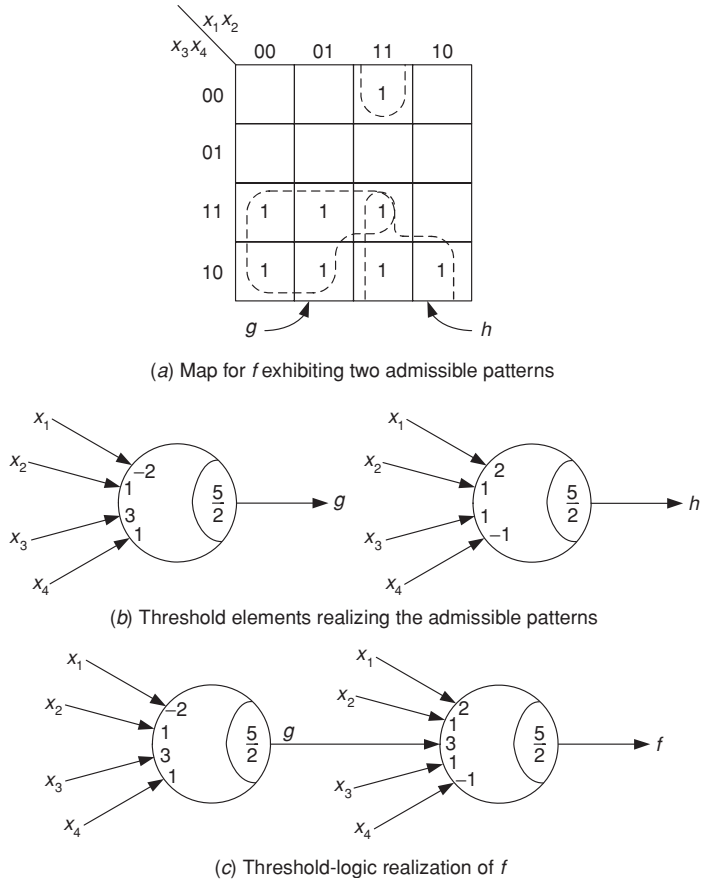 x1x2
x3x4
00 01 11 10
00 1
01
11 1 1 1
10 1 1 1 1
g h
(a) Map for f exhibiting two admissible patterns
x1 x1
x2 −2 x2 2
1 5/2 g 1 5/2 h
x3 3 x3 1
x4 1 x4 −1
(b) Threshold elements realizing the admissible patterns
x1 x1
x2 −2 x2 2
1 5/2 g 1 5/2 f
3 3
x3 1 x3 1
x4 x4 −1
(c) Threshold-logic realization of f